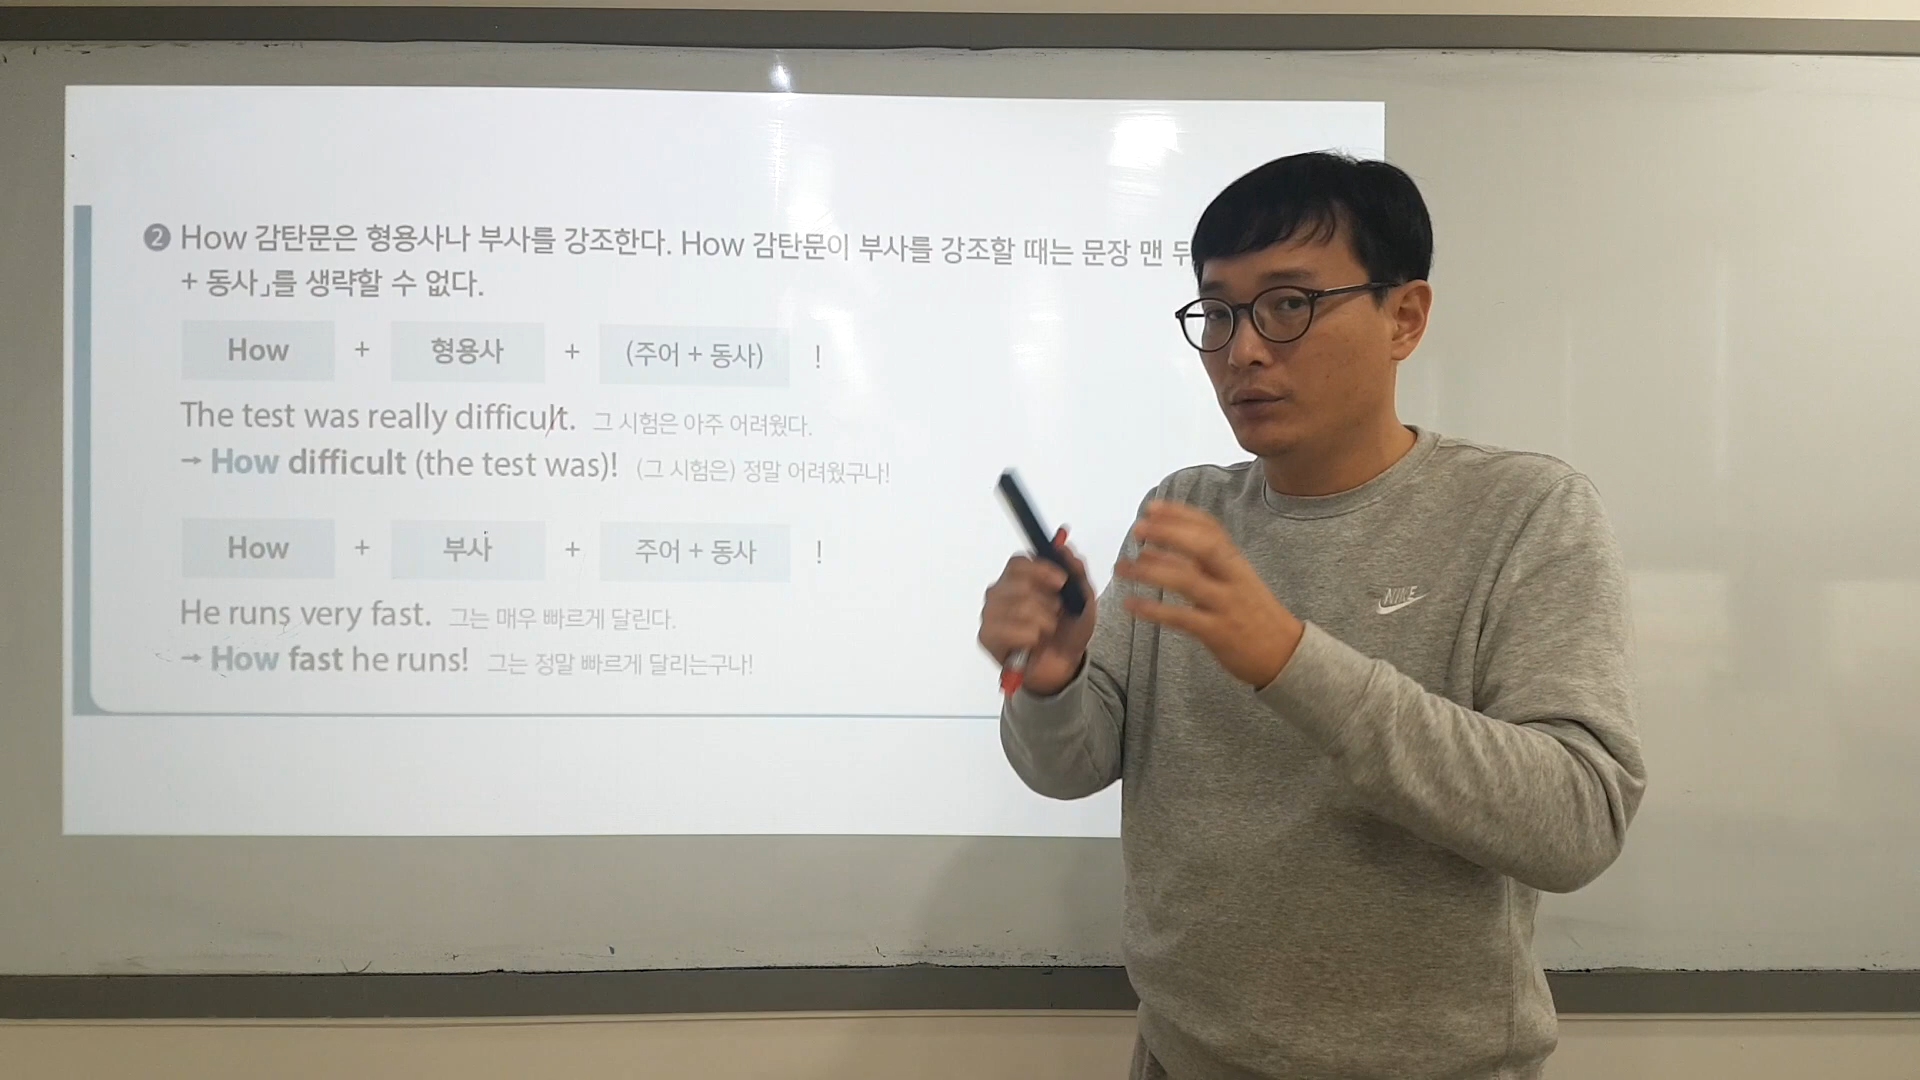 ❷ How 감탄문은 형용사나 부사를 강조한다. How 감탄문이 부사를 강조할 때는 문장 맨
+ 동사」를 생략할 수 없다.
How + 형용사 + (주어 + 동사) !
The test was really difficult. 그 시험은 아주 어려웠다.
→ How difficult (the test was)! (그 시험은) 정말 어려웠구나!
How + 부사 + 주어 + 동사 !
He runs very fast. 그는 매우 빠르게 달린다.
→ How fast he runs! 그는 정말 빠르게 달리는구나!
NIKE